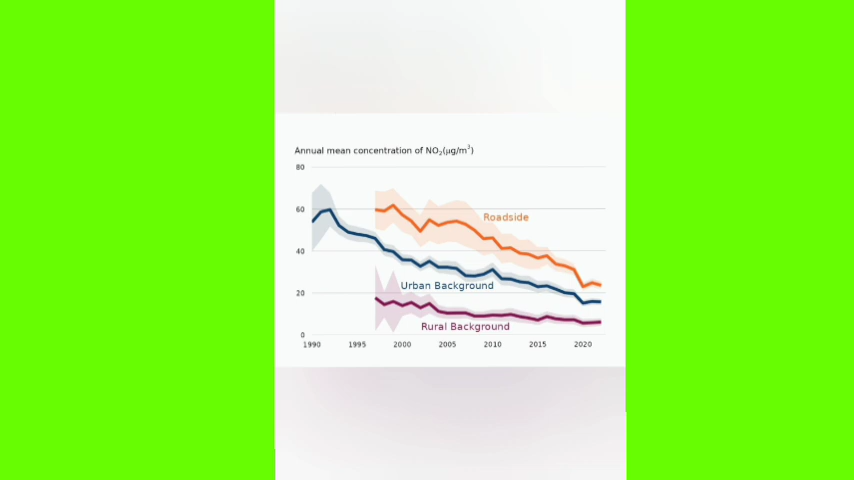 Annual mean concentration of NO₂(μg/m³)
80
60
Roadside
40
Urban Background
20
Rural Background
0
1990 1995 2000 2005 2010 2015 2020